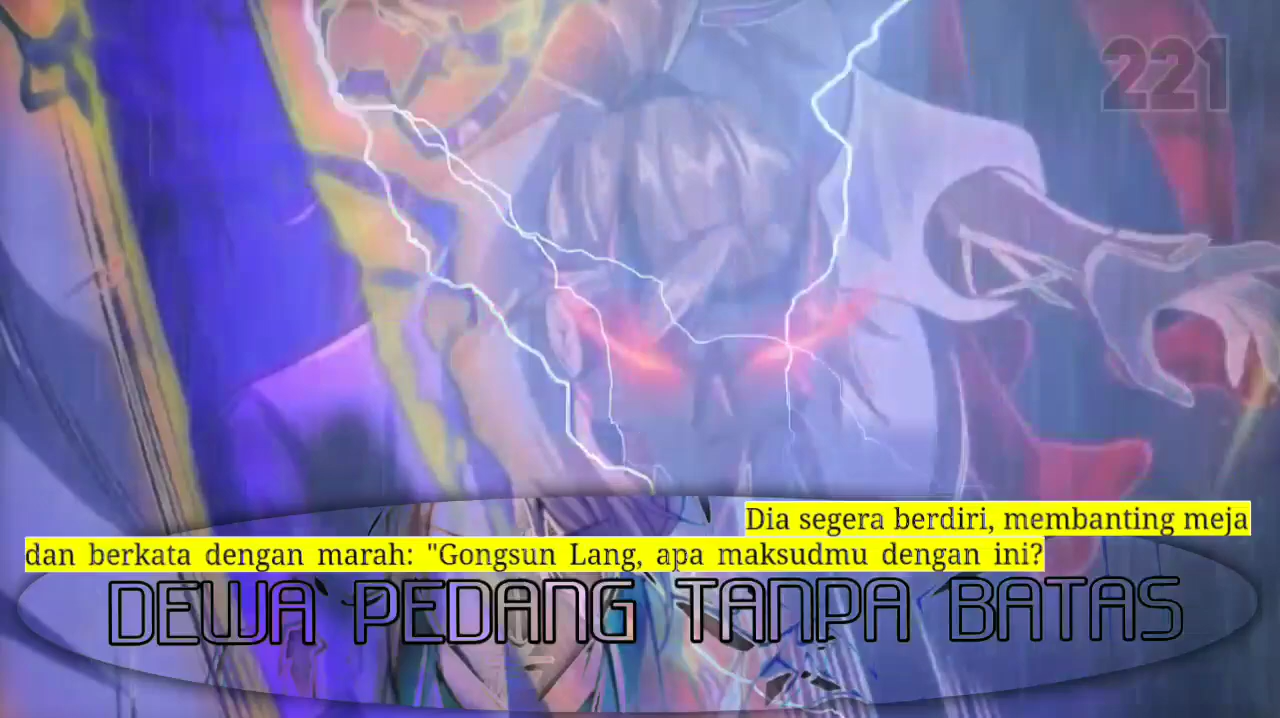 221
Dia segera berdiri, membanting meja
dan berkata dengan marah: "Gongsun Lang, apa maksudmu dengan ini?
DEWA PEDANG TANPA BATAS